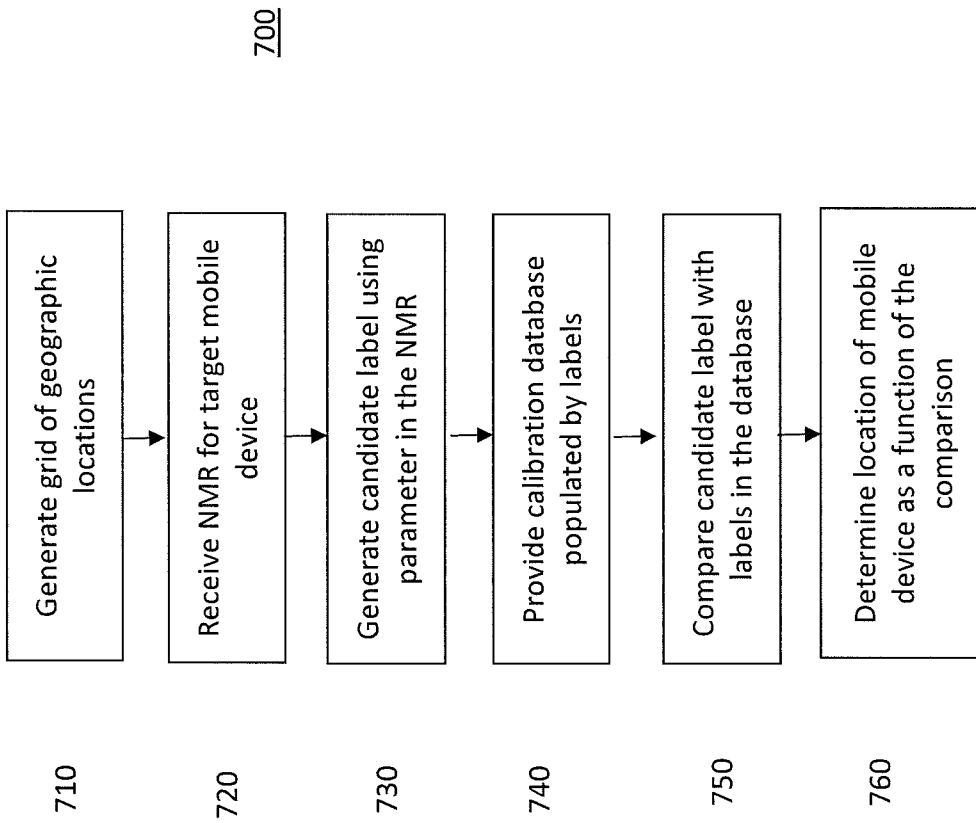 700
710
Generate grid of geographic
locations
720
Receive NMR for target mobile
device
730
Generate candidate label using
parameter in the NMR
740
Provide calibration database
populated by labels
750
Compare candidate label with
labels in the database
760
Determine location of mobile
device as a function of the
comparison